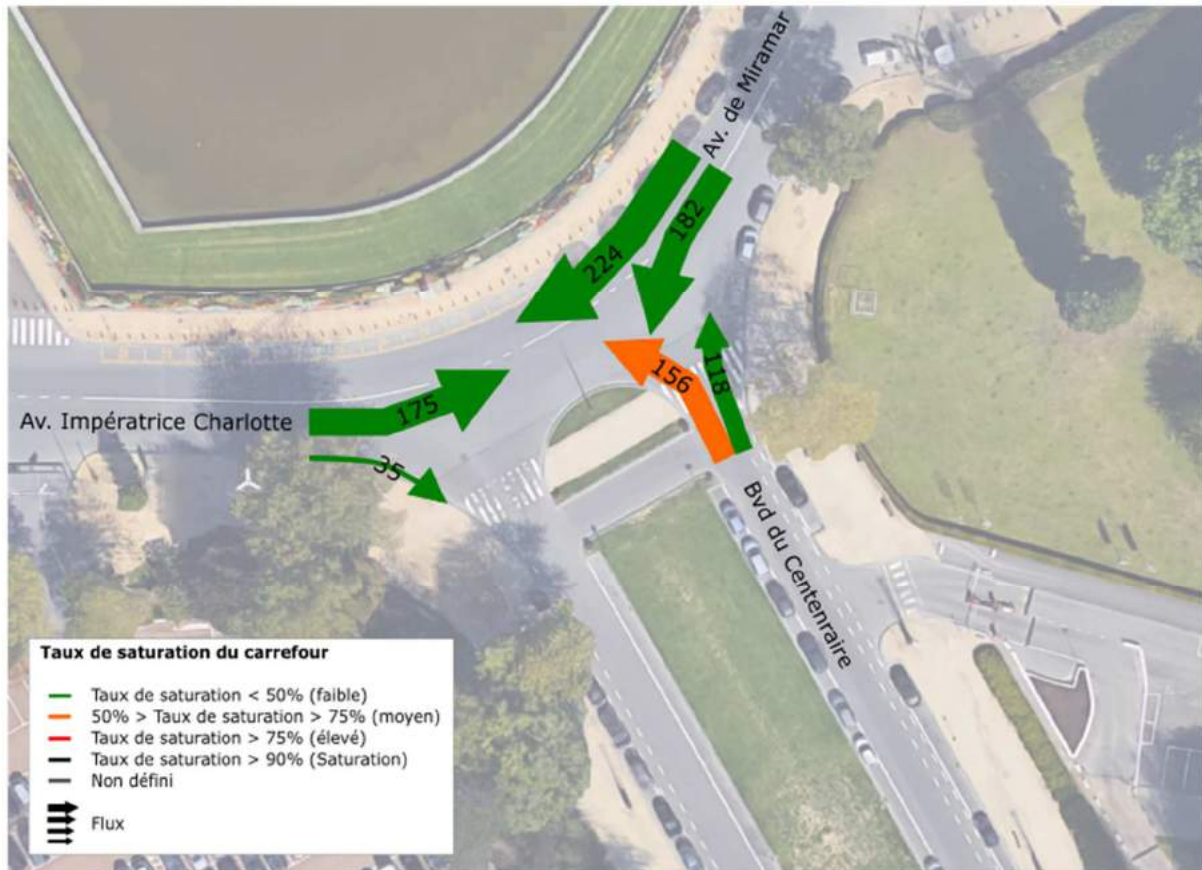 Av. de Miramar
182
224
156
118
175
Av. Impératrice Charlotte
35
Bvd du Centenraire
Taux de saturation du carrefour
Taux de saturation < 50% (faible)
50% > Taux de saturation > 75% (moyen)
Taux de saturation > 75% (élevé)
Taux de saturation > 90% (Saturation)
Non défini
Flux